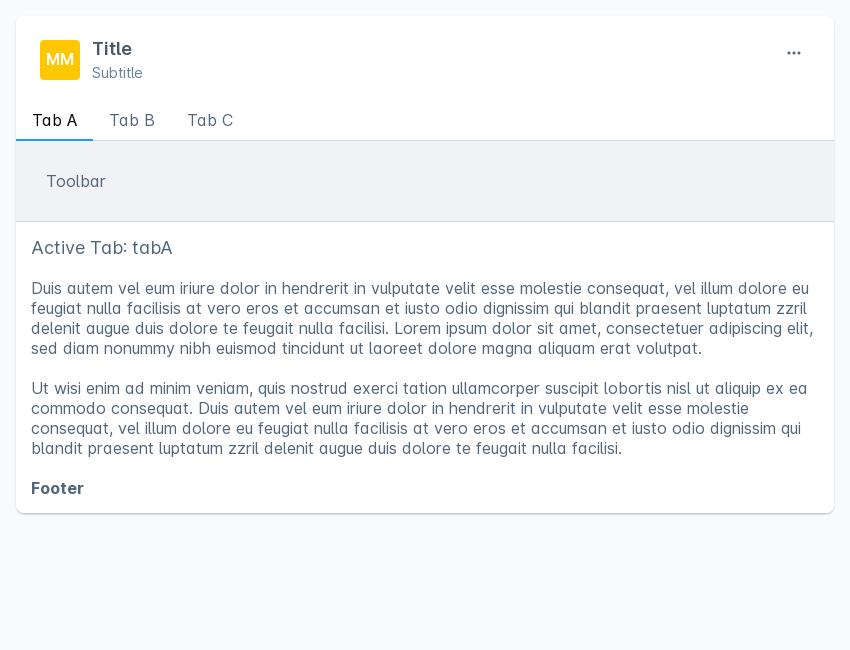 MM
Title
Subtitle
Tab A Tab B Tab C
Toolbar
Active Tab: tabA
Duis autem vel eum iriure dolor in hendrerit in vulputate velit esse molestie consequat, vel illum dolore eu
feugiat nulla facilisis at vero eros et accumsan et iusto odio dignissim qui blandit praesent luptatum zzril
delenit augue duis dolore te feugait nulla facilisi. Lorem ipsum dolor sit amet, consectetuer adipiscing elit,
sed diam nonummy nibh euismod tincidunt ut laoreet dolore magna aliquam erat volutpat.
Ut wisi enim ad minim veniam, quis nostrud exerci tation ullamcorper suscipit lobortis nisl ut aliquip ex ea
commodo consequat. Duis autem vel eum iriure dolor in hendrerit in vulputate velit esse molestie
consequat, vel illum dolore eu feugiat nulla facilisis at vero eros et accumsan et iusto odio dignissim qui
blandit praesent luptatum zzril delenit augue duis dolore te feugait nulla facilisi.
Footer